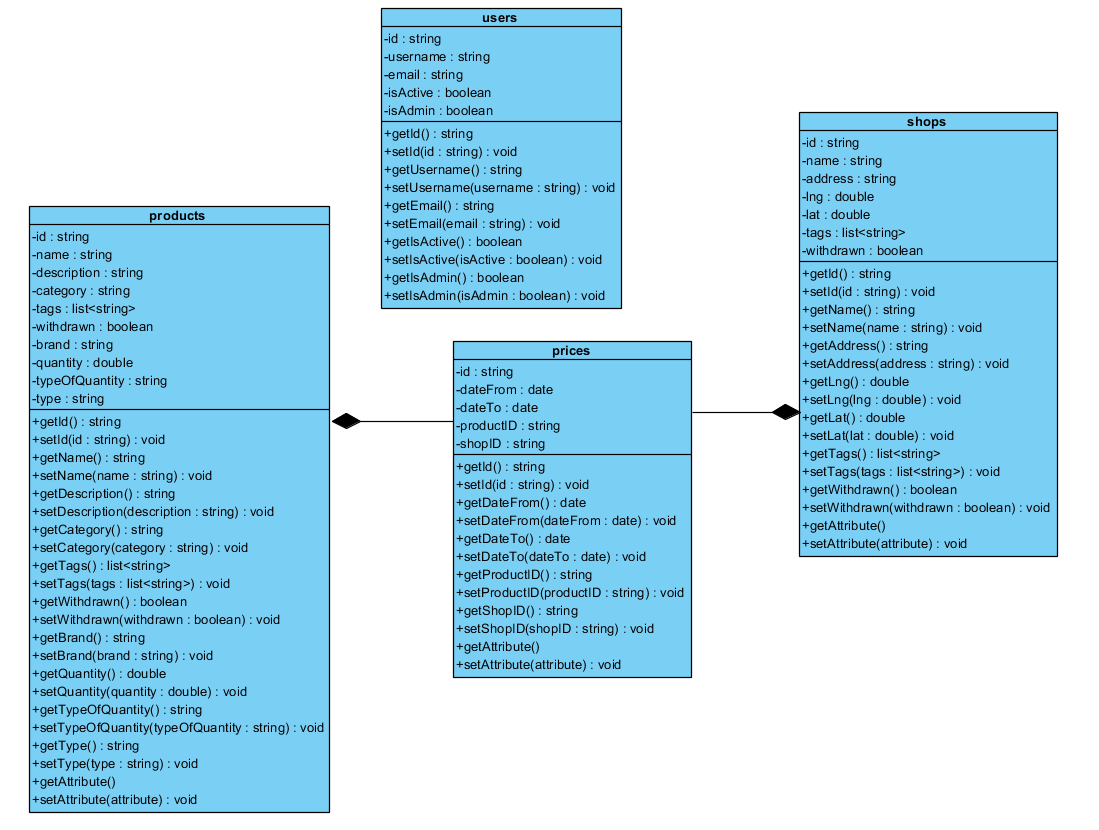 users
-id : string
-username : string
-email : string
-isActive : boolean
-isAdmin : boolean
+getId() : string
+setId(id : string) : void
+getUsername() : string
+setUsername(username : string) : void
+getEmail() : string
+setEmail(email : string) : void
+getIsActive() : boolean
+setIsActive(isActive : boolean) : void
+getIsAdmin() : boolean
+setIsAdmin(isAdmin : boolean) : void
shops
-id : string
-name : string
-address : string
-lng : double
-lat : double
-tags : list<string>
-withdrawn : boolean
+getId() : string
+setId(id : string) : void
+getName() : string
+setName(name : string) : void
+getAddress() : string
+setAddress(address : string) : void
+getLng() : double
+setLng(lng : double) : void
+getLat() : double
+setLat(lat : double) : void
+getTags() : list<string>
+setTags(tags : list<string>) : void
+getWithdrawn() : boolean
+setWithdrawn(withdrawn : boolean) : void
+getAttribute()
+setAttribute(attribute) : void
products
-id : string
-name : string
-description : string
-category : string
-tags : list<string>
-withdrawn : boolean
-brand : string
-quantity : double
-typeOfQuantity : string
-type : string
+getId() : string
+setId(id : string) : void
+getName() : string
+setName(name : string) : void
+getDescription() : string
+setDescription(description : string) : void
+getCategory() : string
+setCategory(category : string) : void
+getTags() : list<string>
+setTags(tags : list<string>) : void
+getWithdrawn() : boolean
+setWithdrawn(withdrawn : boolean) : void
+getBrand() : string
+setBrand(brand : string) : void
+getQuantity() : double
+setQuantity(quantity : double) : void
+getTypeOfQuantity() : string
+setTypeOfQuantity(typeOfQuantity : string) : void
+getType() : string
+setType(type : string) : void
+getAttribute()
+setAttribute(attribute) : void
prices
-id : string
-dateFrom : date
-dateTo : date
-productID : string
-shopID : string
+getId() : string
+setId(id : string) : void
+getDateFrom() : date
+setDateFrom(dateFrom : date) : void
+getDateTo() : date
+setDateTo(dateTo : date) : void
+getProductID() : string
+setProductID(productID : string) : void
+getShopID() : string
+setShopID(shopID : string) : void
+getAttribute()
+setAttribute(attribute) : void